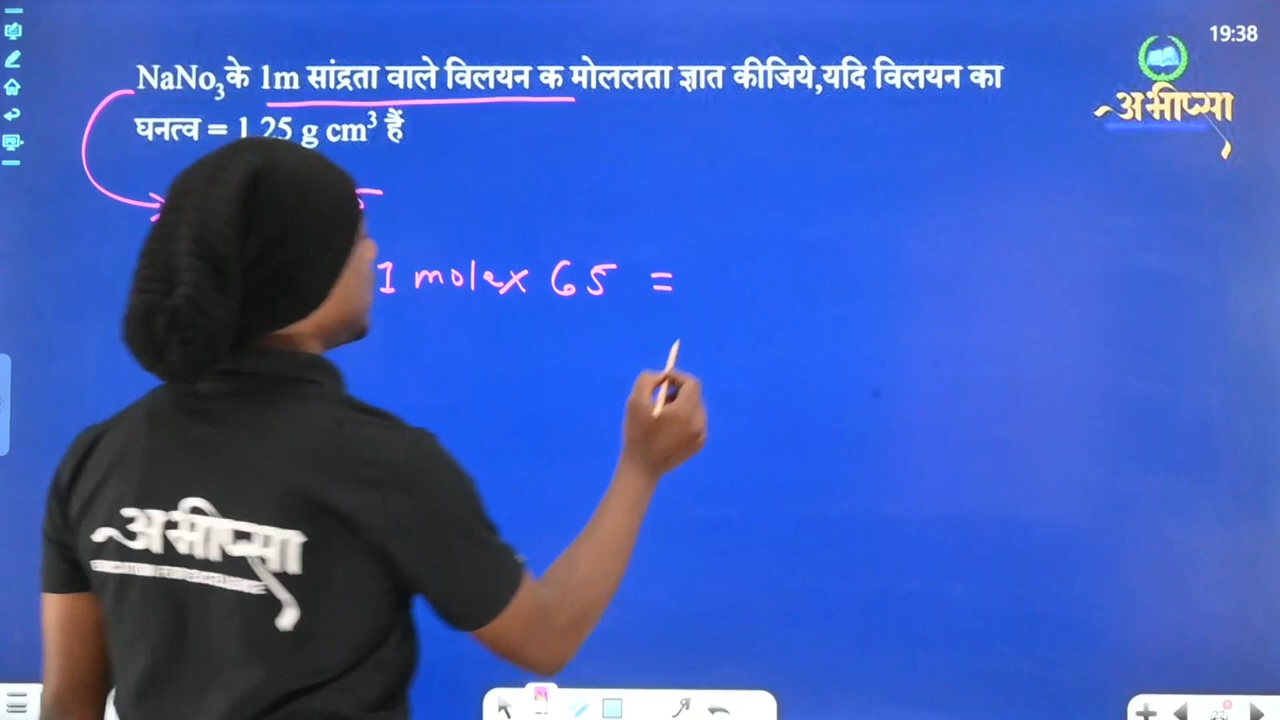 19:38
NaNo₃के 1m सांद्रता वाले विलयन क मोललता ज्ञात कीजिये,यदि विलयन का
घनत्व = 1.25 g cm³ हैं
अभीप्सा
1 mole× 65 =
अभीप्सा